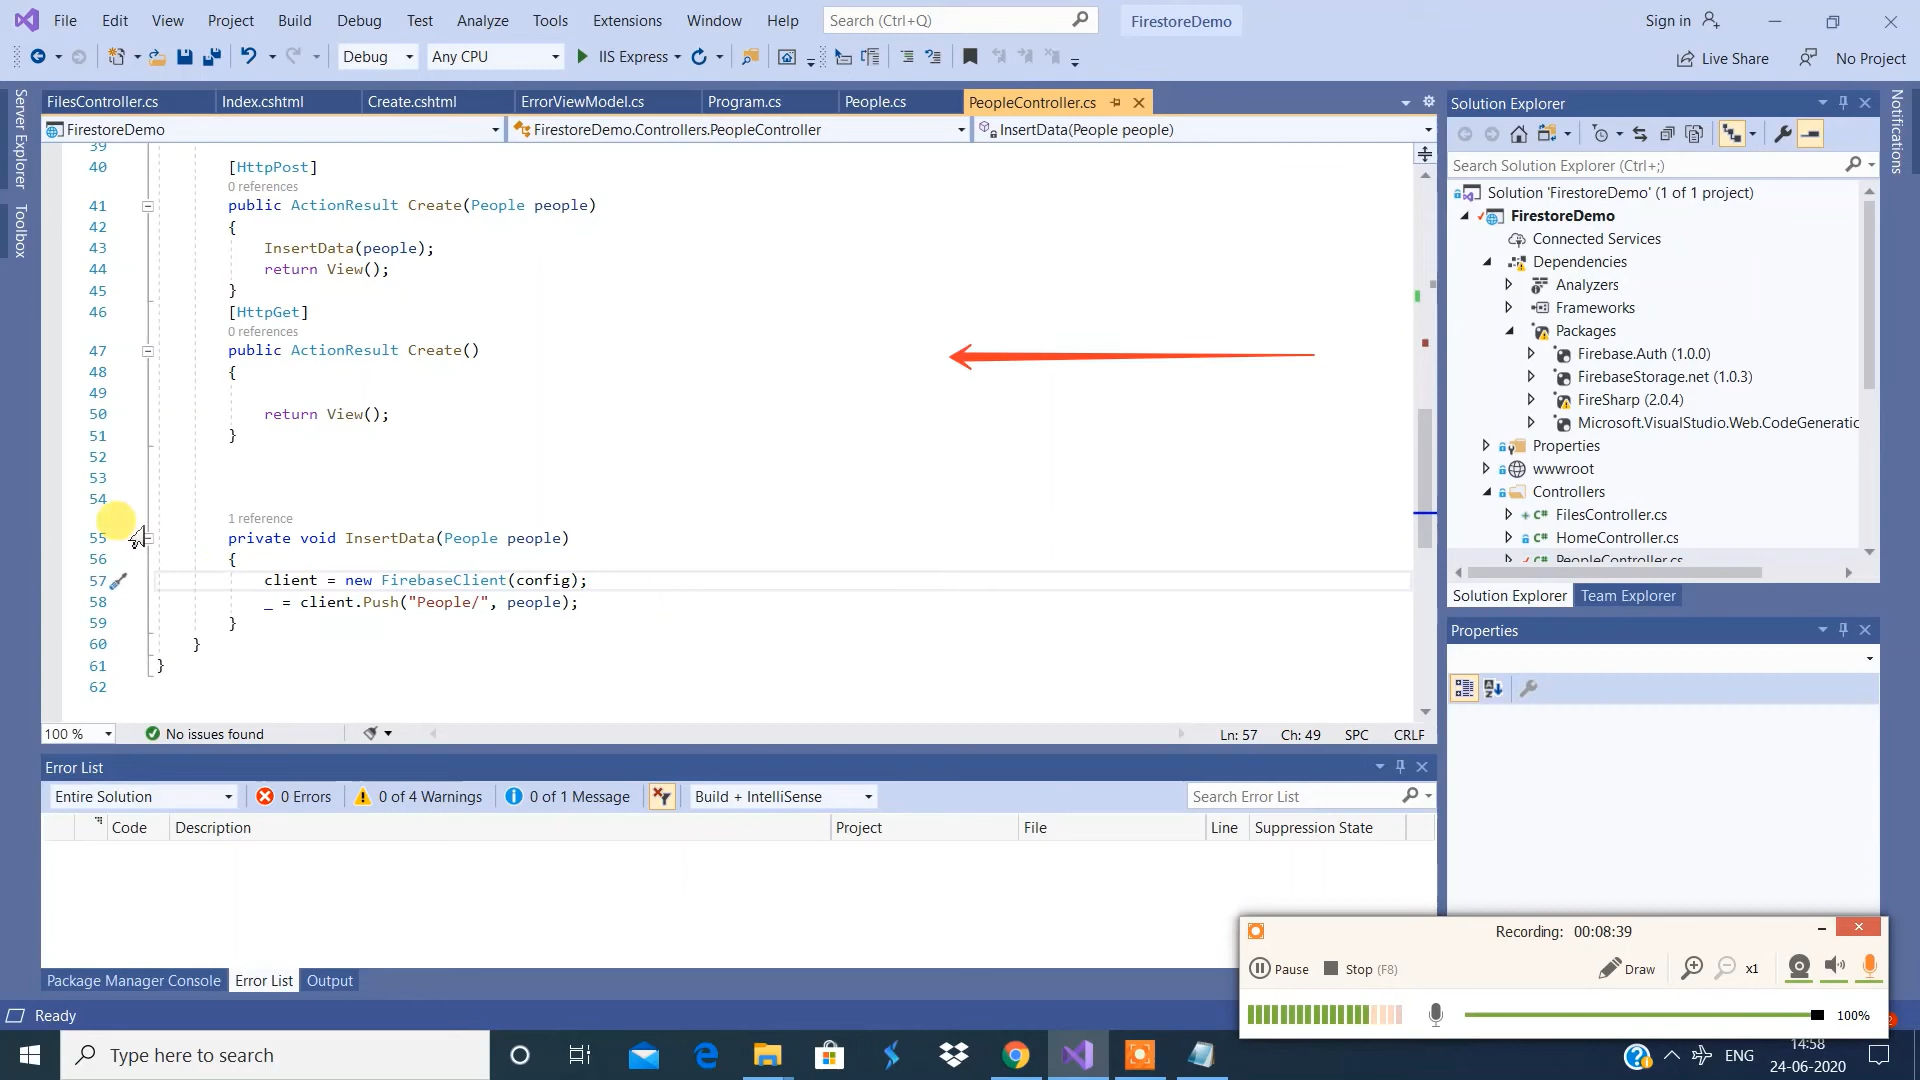 File Edit View Project Build Debug Test Analyze Tools Extensions Window Help Search (Ctrl+Q) FirestoreDemo Sign in
Debug Any CPU IIS Express Live Share No Project
Server Explorer
Toolbox
FilesController.cs Index.cshtml Create.cshtml ErrorViewModel.cs Program.cs People.cs PeopleController.cs
FirestoreDemo FirestoreDemo.Controllers.PeopleController InsertData(People people)
39
40 [HttpPost]
0 references
41 public ActionResult Create(People people)
42 {
43 InsertData(people);
44 return View();
45 }
46 [HttpGet]
0 references
47 public ActionResult Create()
48 {
49
50 return View();
51 }
52
53
54
1 reference
55 private void InsertData(People people)
56 {
57 client = new FirebaseClient(config);
58 _ = client.Push("People/", people);
59 }
60 }
61 }
62
100 % No issues found Ln: 57 Ch: 49 SPC CRLF
Error List
Entire Solution 0 Errors 0 of 4 Warnings 0 of 1 Message Build + IntelliSense Search Error List
Code Description Project File Line Suppression State
Package Manager Console Error List Output
Ready
Solution Explorer
Search Solution Explorer (Ctrl+;)
Solution 'FirestoreDemo' (1 of 1 project)
FirestoreDemo
Connected Services
Dependencies
Analyzers
Frameworks
Packages
Firebase.Auth (1.0.0)
FirebaseStorage.net (1.0.3)
FireSharp (2.0.4)
Microsoft.VisualStudio.Web.CodeGeneratic
Properties
wwwroot
Controllers
FilesController.cs
HomeController.cs
PeopleController.cs
Solution Explorer Team Explorer
Properties
Notifications
Recording: 00:08:39
Pause Stop (F8) Draw x1
100%
Type here to search
ENG
14:58
24-06-2020